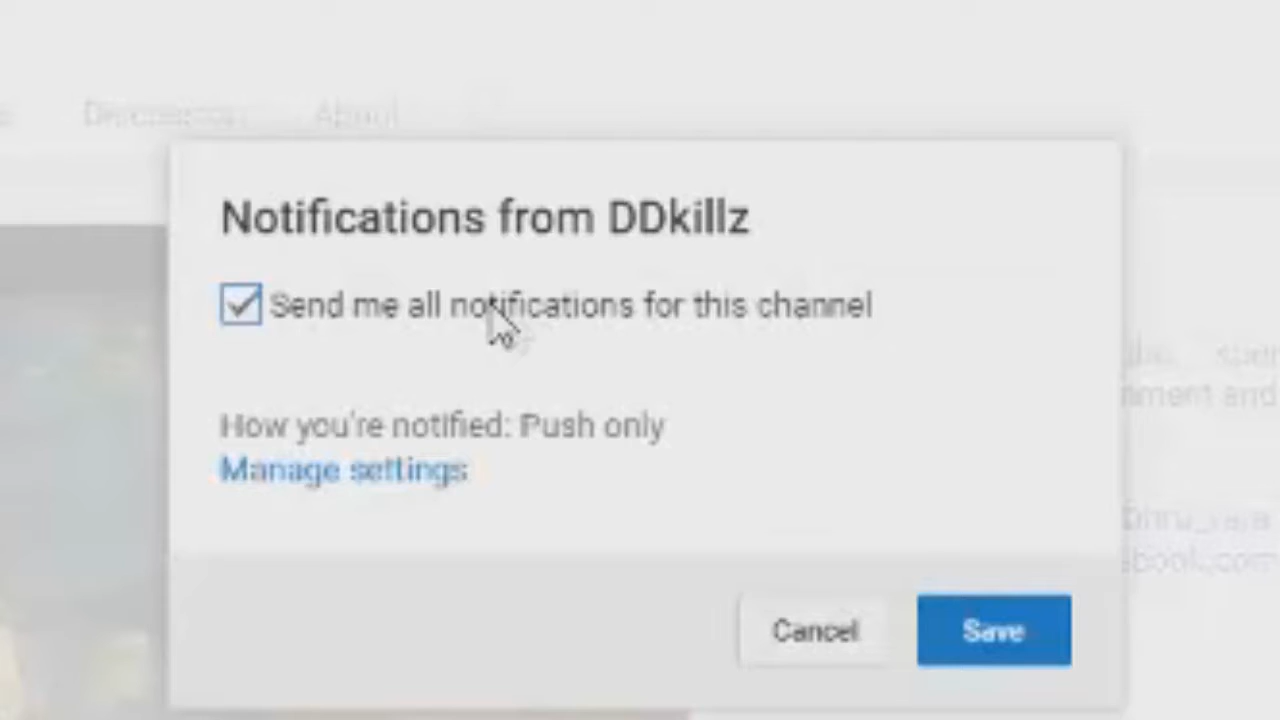 About
Notifications from DDkillz
Send me all notifications for this channel
How you're notified: Push only
Manage settings
Cancel
Save